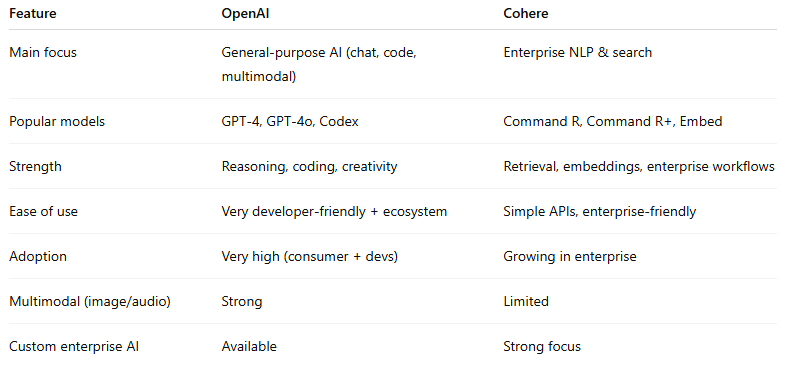 Feature OpenAI Cohere
Main focus General-purpose AI (chat, code, multimodal) Enterprise NLP & search
Popular models GPT-4, GPT-4o, Codex Command R, Command R+, Embed
Strength Reasoning, coding, creativity Retrieval, embeddings, enterprise workflows
Ease of use Very developer-friendly + ecosystem Simple APIs, enterprise-friendly
Adoption Very high (consumer + devs) Growing in enterprise
Multimodal (image/audio) Strong Limited
Custom enterprise AI Available Strong focus